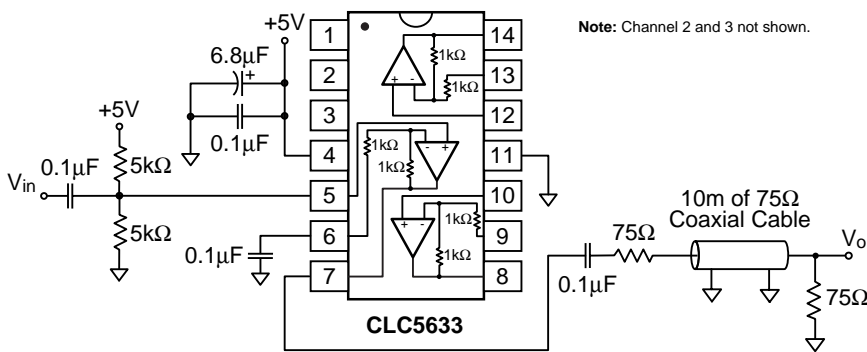 +5V
Note: Channel 2 and 3 not shown.
1
14
6.8µF
+
1kΩ
2
13
1kΩ
+5V
3
+ -
12
0.1µF
4
1kΩ
- +
11
0.1µF
5kΩ
1kΩ
Vin
5
10
10m of 75Ω
Coaxial Cable
5kΩ
6
+ -
1kΩ
9
75Ω
Vo
0.1µF
7
1kΩ
8
0.1µF
75Ω
CLC5633